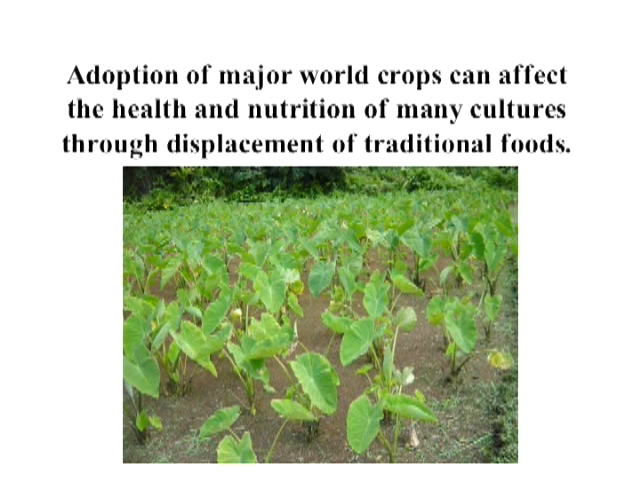 Adoption of major world crops can affect
the health and nutrition of many cultures
through displacement of traditional foods.